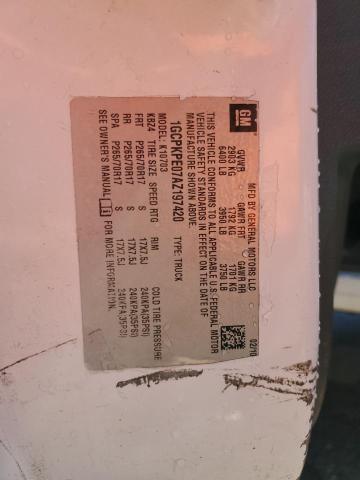 GM
MFD BY GENERAL MOTORS LLC 02/10
GVWR GAWR FRT GAWR RR
2903 KG 1792 KG 1701 KG
6400 LB 3950 LB 3750 LB
THIS VEHICLE CONFORMS TO ALL APPLICABLE U.S. FEDERAL MOTOR
VEHICLE SAFETY STANDARDS IN EFFECT ON THE DATE OF
MANUFACTURE SHOWN ABOVE.
1GCPKPE07AZ197420 TYPE: TRUCK
MODEL: K10703
KRZ4 TIRE SIZE SPEED RTG RIM COLD TIRE PRESSURE
FRT P265/70R17 S 17X7.5J 240KPA(35PSI)
RR P265/70R17 S 17X7.5J 240KPA(35PSI)
SPA P265/70R17 S 17X7.5J 240KPA(35PSI)
SEE OWNER'S MANUAL FOR MORE INFORMATION.